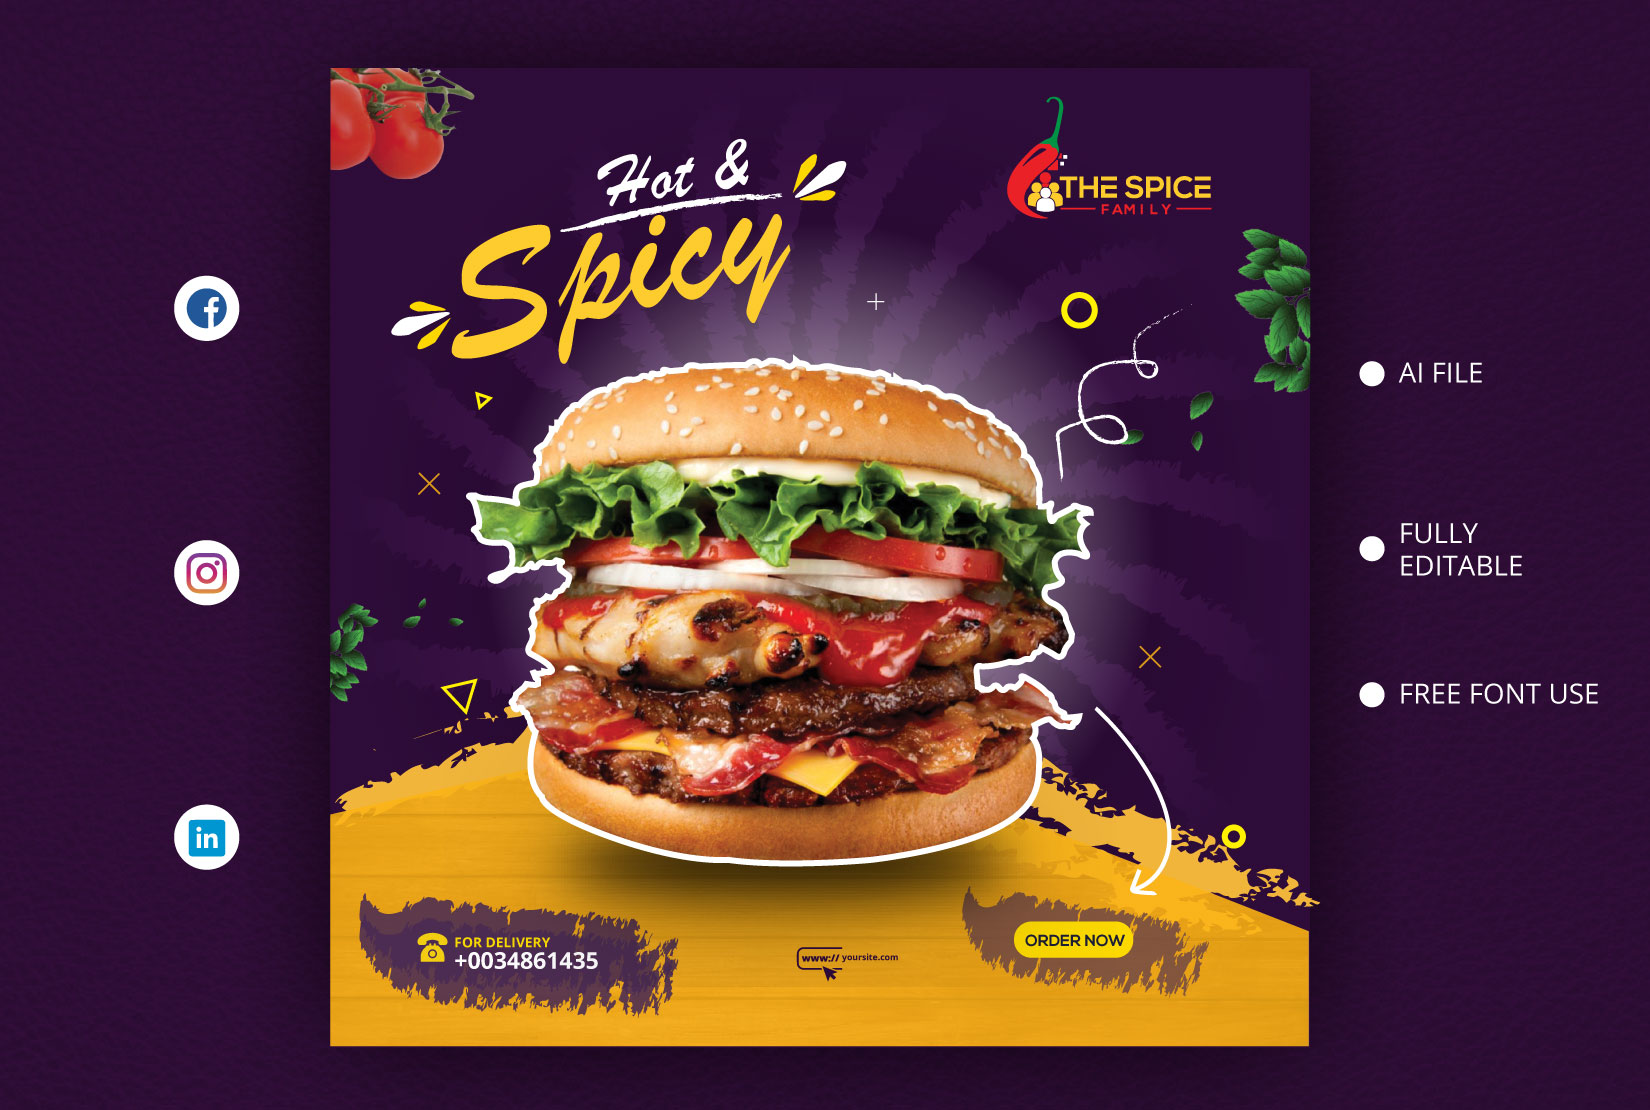 Hot &
Spicy
THE SPICE
FAMILY
AI FILE
FULLY
EDITABLE
FREE FONT USE
in
FOR DELIVERY
+0034861435
www:// yoursite.com
ORDER NOW